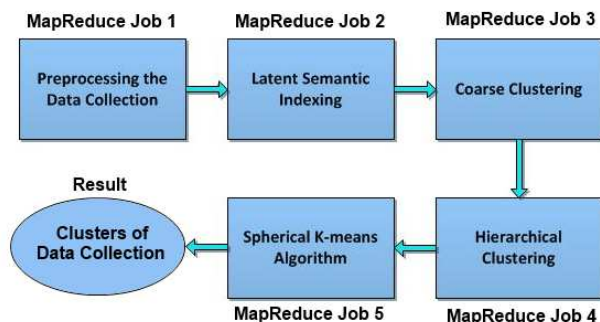 MapReduce Job 1
Preprocessing the
Data Collection
MapReduce Job 2
Latent Semantic
Indexing
MapReduce Job 3
Coarse Clustering
Hierarchical
Clustering
MapReduce Job 4
Spherical K-means
Algorithm
MapReduce Job 5
Result
Clusters of
Data Collection